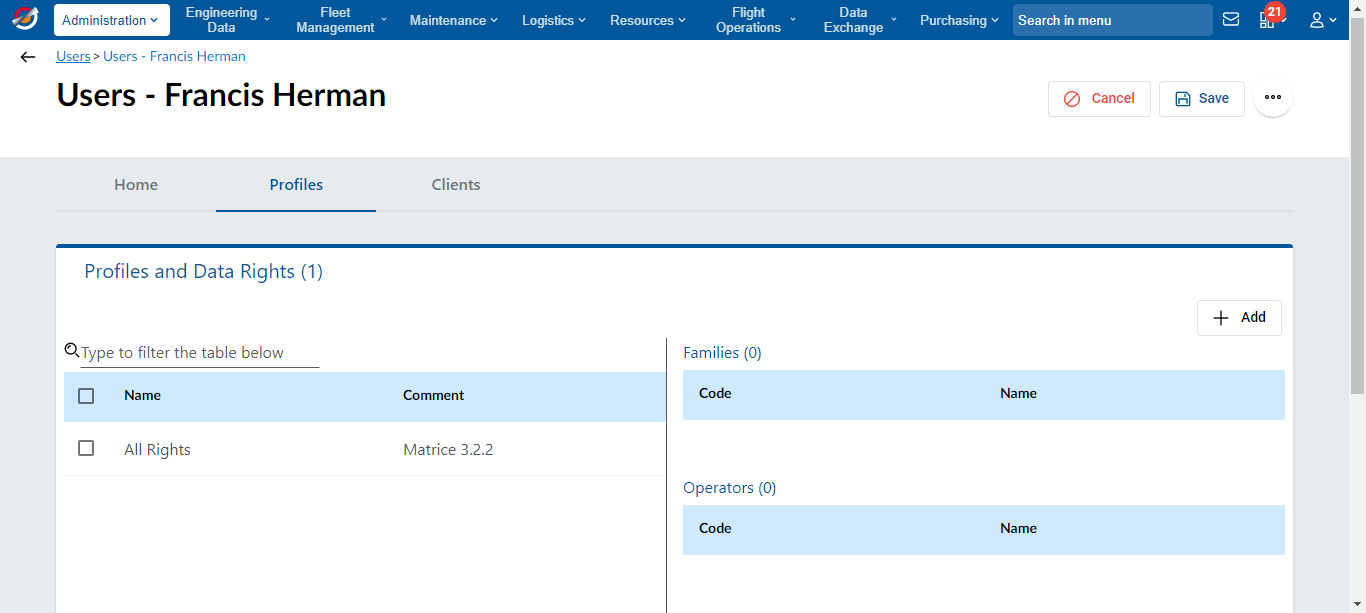 Administration
Engineering
Data
Fleet
Management
Maintenance
Logistics
Resources
Flight
Operations
Data
Exchange
Purchasing
Search in menu
21
Users > Users - Francis Herman
Users - Francis Herman
Cancel
Save
Home
Profiles
Clients
Profiles and Data Rights (1)
Add
Type to filter the table below
Name
Comment
All Rights
Matrice 3.2.2
Families (0)
Code
Name
Operators (0)
Code
Name